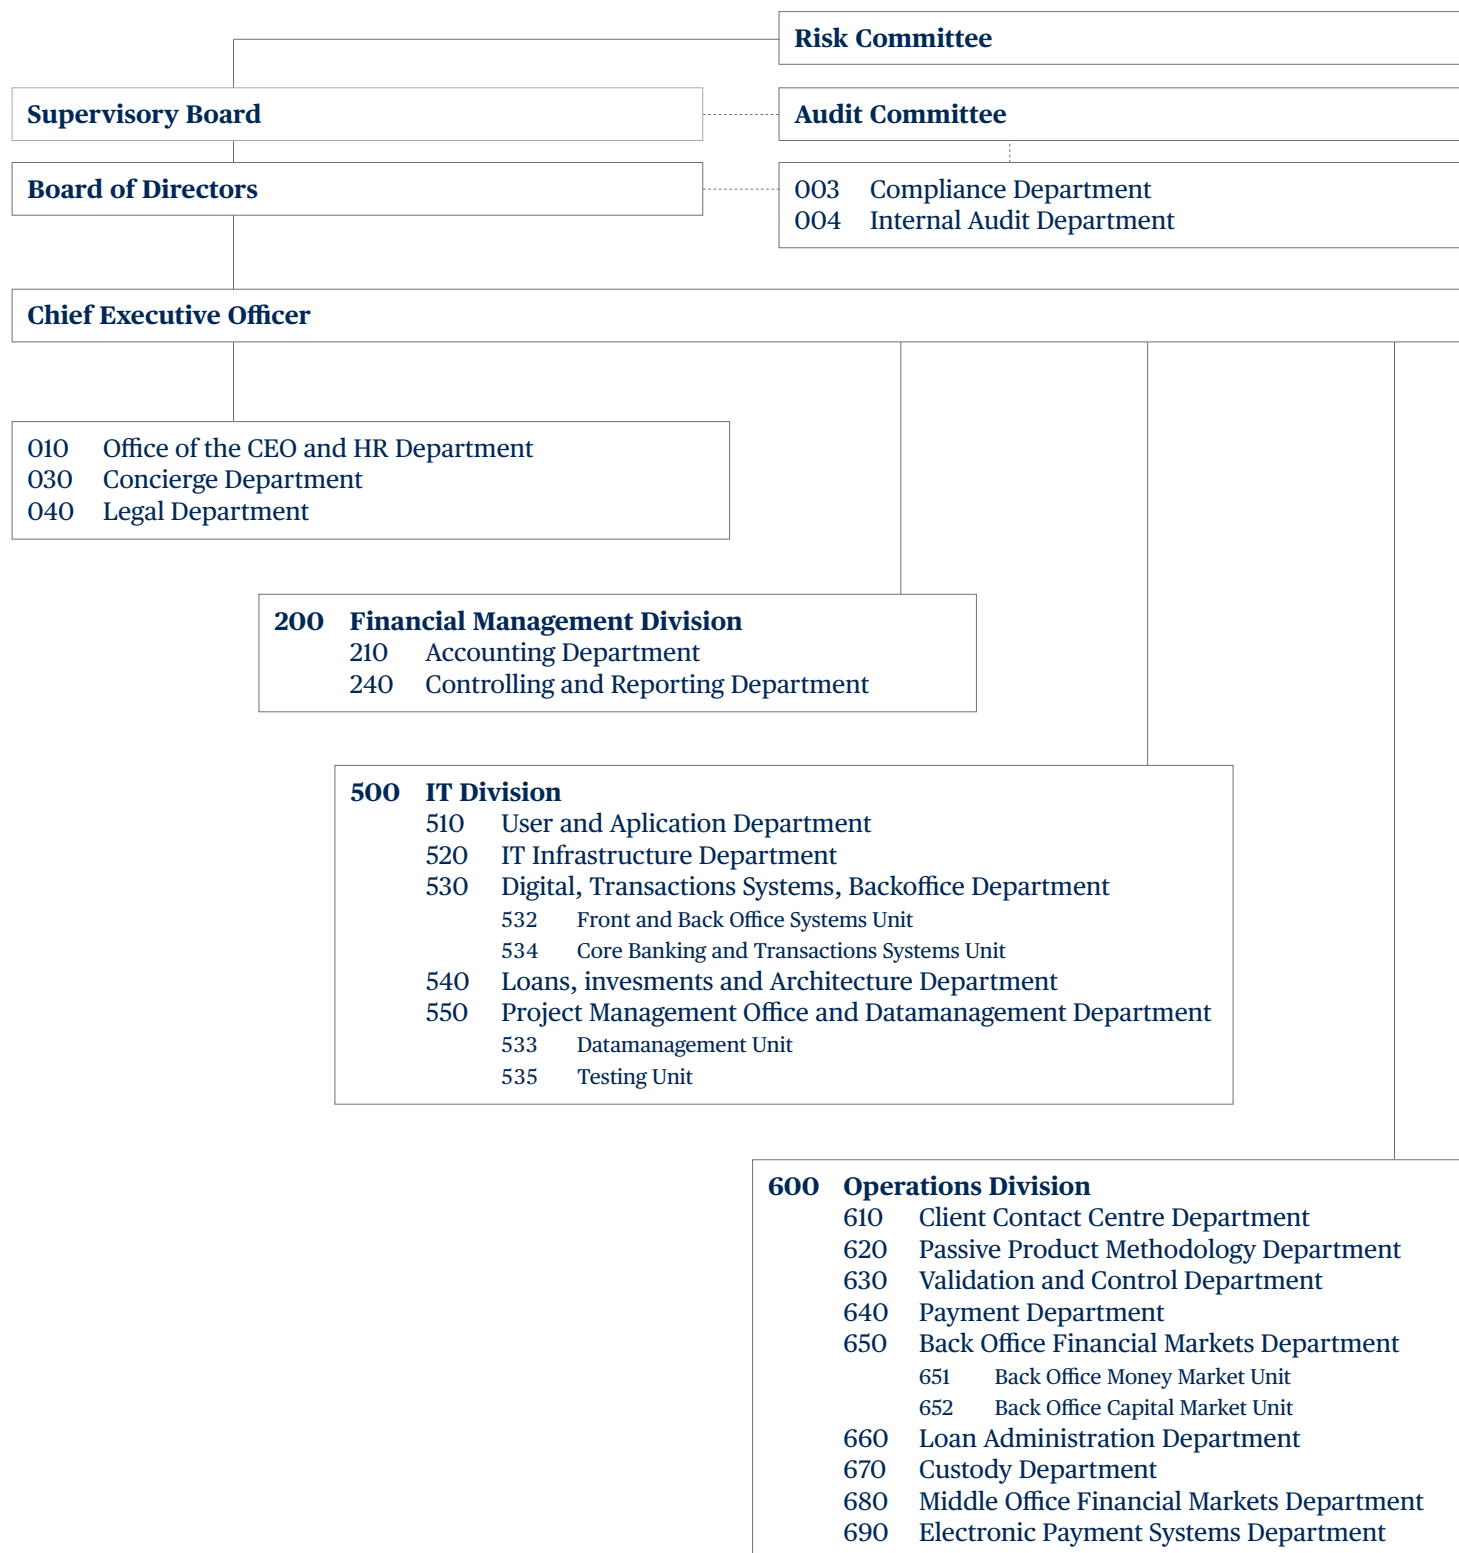 Risk Committee
Supervisory Board
Audit Committee
Board of Directors
003 Compliance Department
004 Internal Audit Department
Chief Executive Officer
010 Office of the CEO and HR Department
030 Concierge Department
040 Legal Department
200 Financial Management Division
210 Accounting Department
240 Controlling and Reporting Department
500 IT Division
510 User and Aplication Department
520 IT Infrastructure Department
530 Digital, Transactions Systems, Backoffice Department
532 Front and Back Office Systems Unit
534 Core Banking and Transactions Systems Unit
540 Loans, invesments and Architecture Department
550 Project Management Office and Datamanagement Department
533 Datamanagement Unit
535 Testing Unit
600 Operations Division
610 Client Contact Centre Department
620 Passive Product Methodology Department
630 Validation and Control Department
640 Payment Department
650 Back Office Financial Markets Department
651 Back Office Money Market Unit
652 Back Office Capital Market Unit
660 Loan Administration Department
670 Custody Department
680 Middle Office Financial Markets Department
690 Electronic Payment Systems Department